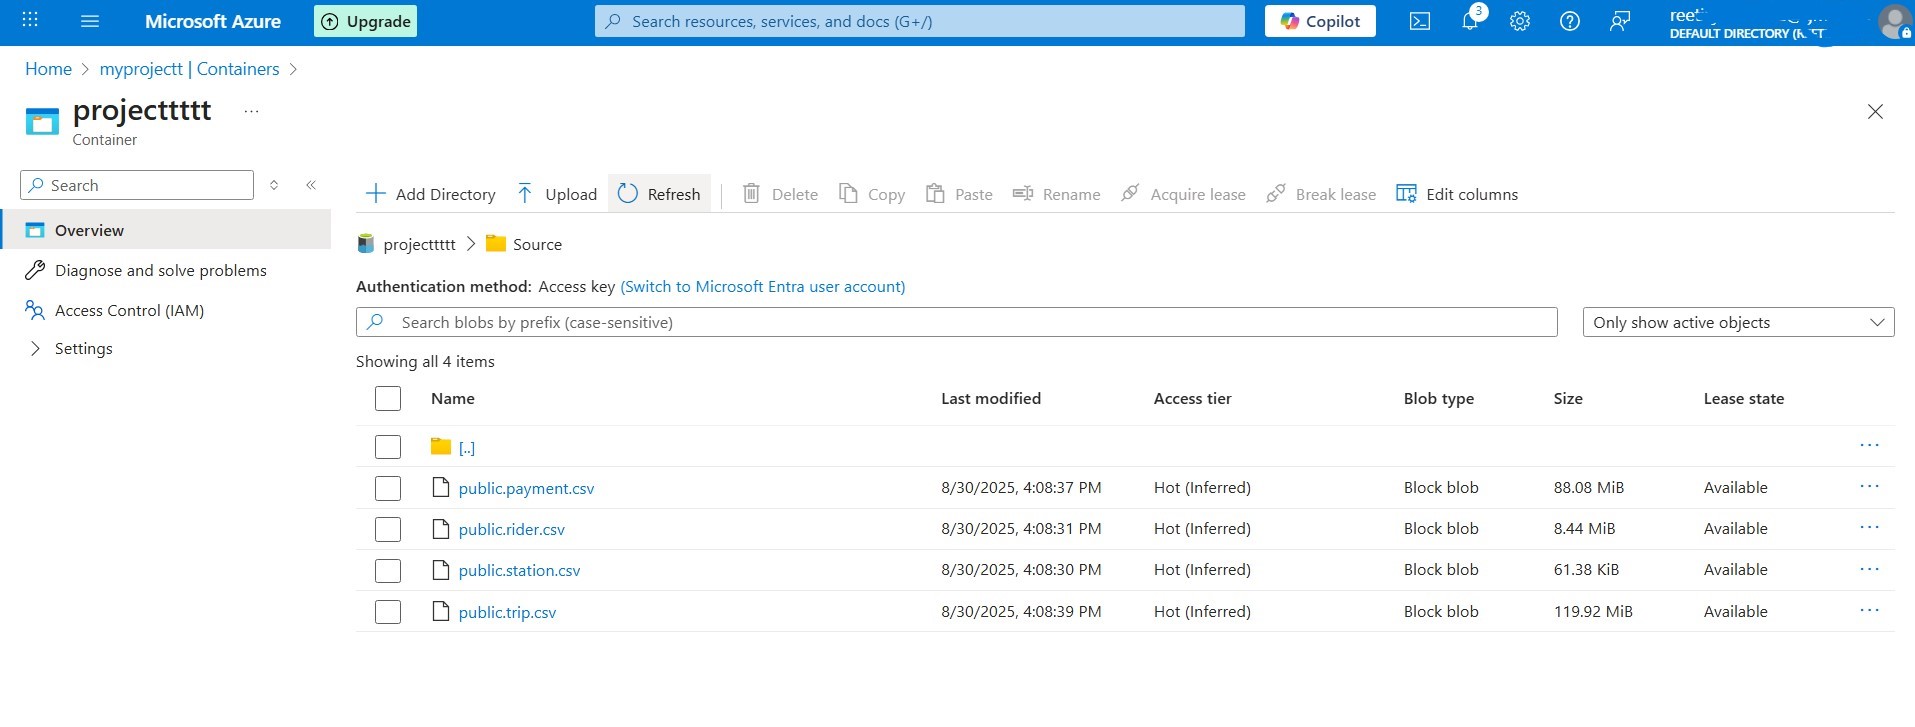 Microsoft Azure Upgrade Search resources, services, and docs (G+/) Copilot 3
DEFAULT DIRECTORY
Home > myprojectt | Containers >
projecttttt ...
Container
Search
Overview
Diagnose and solve problems
Access Control (IAM)
Settings
Add Directory Upload Refresh Delete Copy Paste Rename Acquire lease Break lease Edit columns
projecttttt > Source
Authentication method: Access key (Switch to Microsoft Entra user account)
Search blobs by prefix (case-sensitive) Only show active objects
Showing all 4 items
Name Last modified Access tier Blob type Size Lease state
[..] ...
public.payment.csv 8/30/2025, 4:08:37 PM Hot (Inferred) Block blob 88.08 MiB Available ...
public.rider.csv 8/30/2025, 4:08:31 PM Hot (Inferred) Block blob 8.44 MiB Available ...
public.station.csv 8/30/2025, 4:08:30 PM Hot (Inferred) Block blob 61.38 KiB Available ...
public.trip.csv 8/30/2025, 4:08:39 PM Hot (Inferred) Block blob 119.92 MiB Available ...